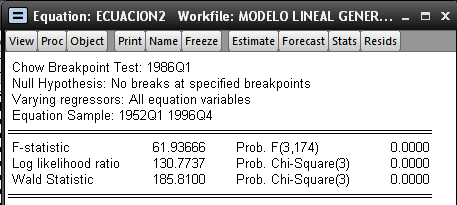 Equation: ECUACION2 Workfile: MODELO LINEAL GENER...
View Proc Object Print Name Freeze Estimate Forecast Stats Resids
Chow Breakpoint Test: 1986Q1
Null Hypothesis: No breaks at specified breakpoints
Varying regressors: All equation variables
Equation Sample: 1952Q1 1996Q4
F-statistic 61.93666 Prob. F(3,174) 0.0000
Log likelihood ratio 130.7737 Prob. Chi-Square(3) 0.0000
Wald Statistic 185.8100 Prob. Chi-Square(3) 0.0000